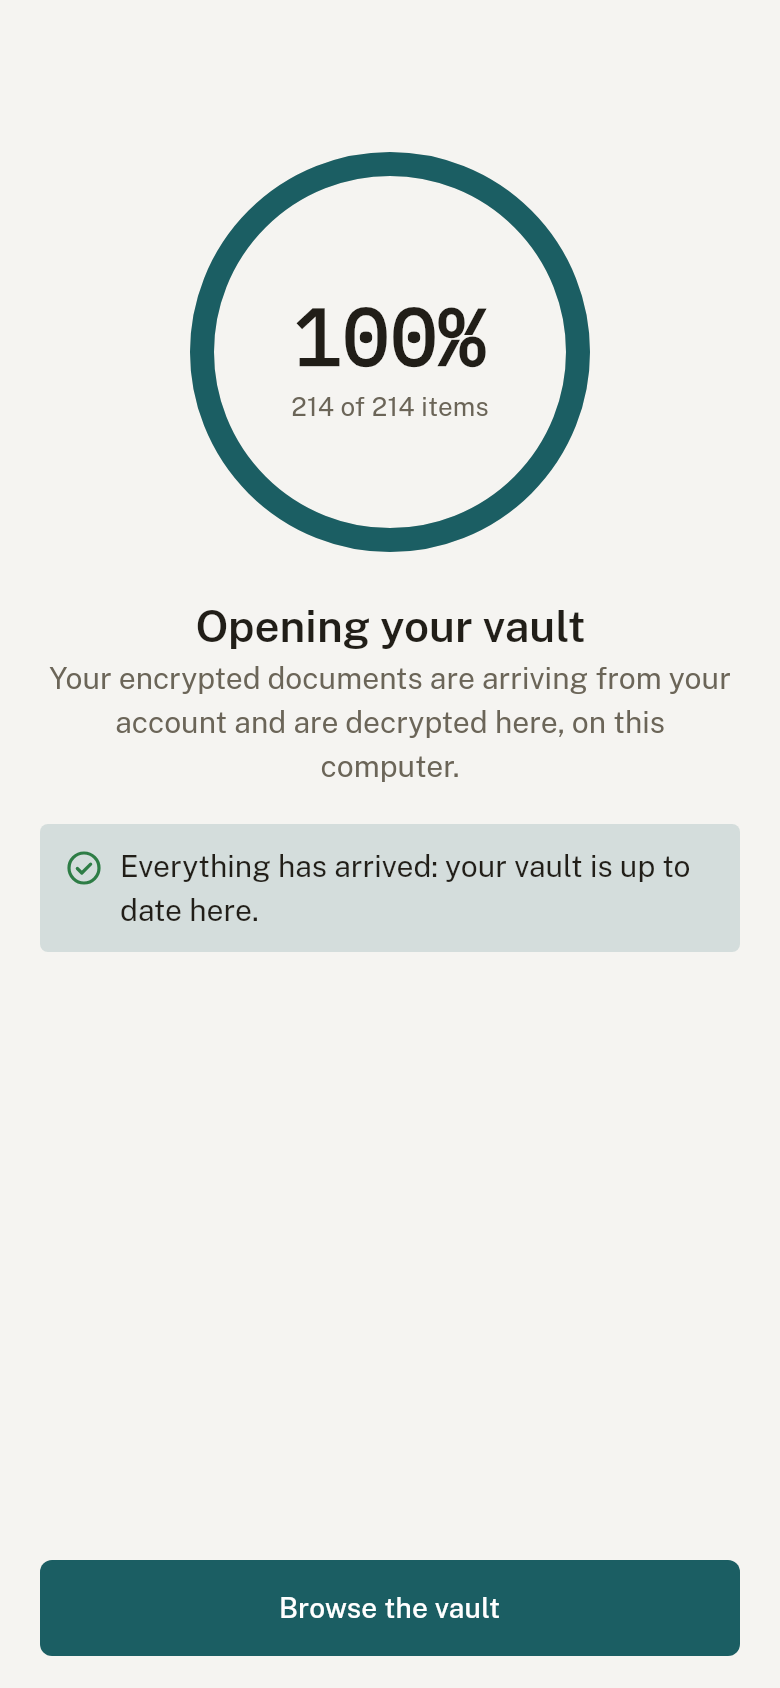 100%
214 of 214 items
Opening your vault
Your encrypted documents are arriving from your
account and are decrypted here, on this
computer.
Everything has arrived: your vault is up to
date here.
Browse the vault